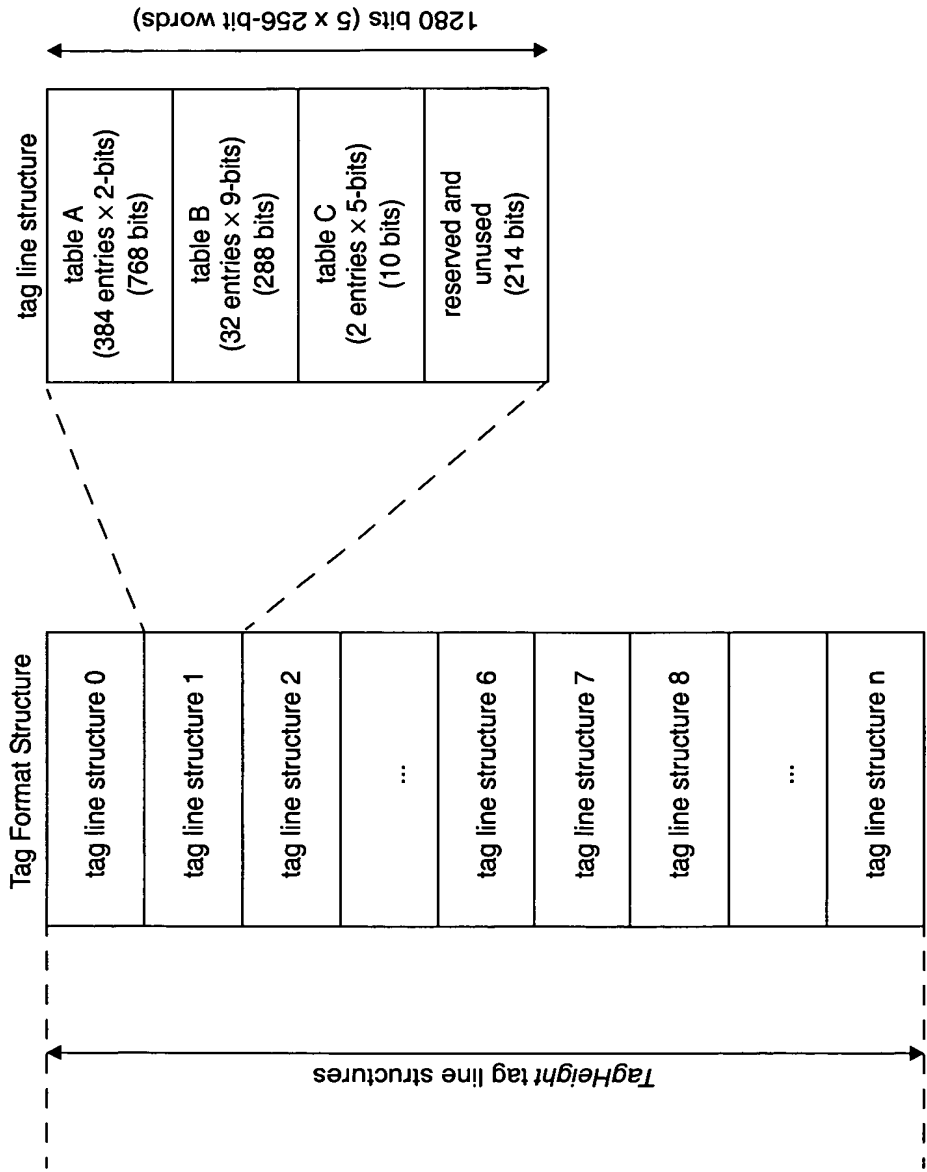 Tag Format Structure
tag line structure 0
tag line structure 1
tag line structure 2
...
tag line structure 6
tag line structure 7
tag line structure 8
...
tag line structure n
TagHeight tag line structures
tag line structure
table A
(384 entries × 2-bits)
(768 bits)
table B
(32 entries × 9-bits)
(288 bits)
table C
(2 entries × 5-bits)
(10 bits)
reserved and
unused
(214 bits)
1280 bits (5 x 256-bit words)